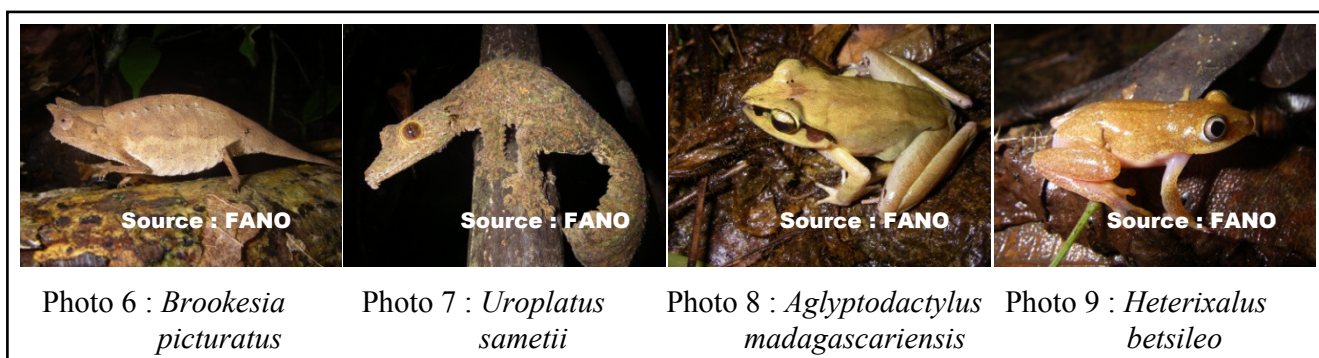 Source : FANO Source : FANO Source : FANO Source : FANO
Photo 6 : Brookesia picturatus
Photo 7 : Uroplatus sametii
Photo 8 : Aglyptodactylus madagascariensis
Photo 9 : Heterixalus betsileo